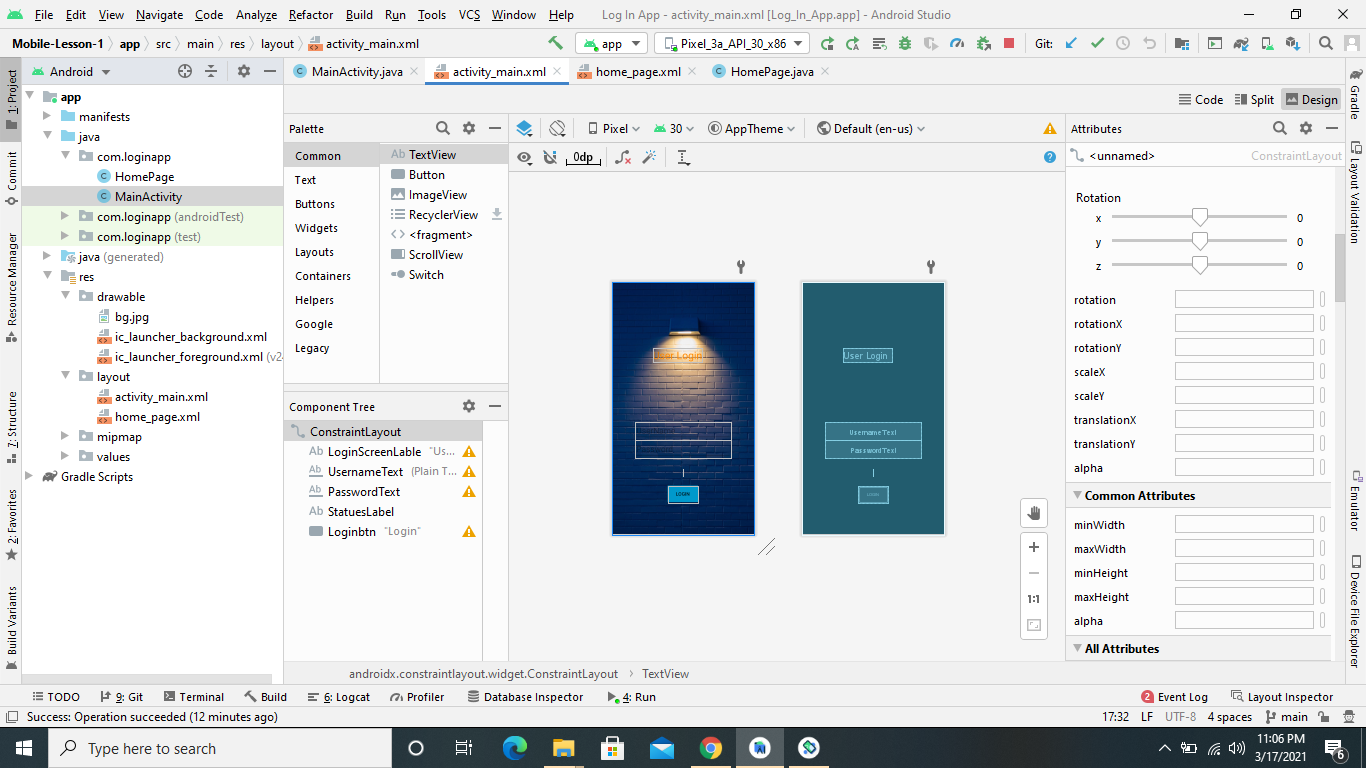 File Edit View Navigate Code Analyze Refactor Build Run Tools VCS Window Help Log In App - activity_main.xml [Log_In_App.app] - Android Studio
Mobile-Lesson-1 app src main res layout activity_main.xml app Pixel_3a_API_30_x86 Git:
Android MainActivity.java activity_main.xml home_page.xml HomePage.java
1: Project
Commit
Resource Manager
7: Structure
2: Favorites
Build Variants
app
manifests
java
com.loginapp
HomePage
MainActivity
com.loginapp (androidTest)
com.loginapp (test)
java (generated)
res
drawable
bg.jpg
ic_launcher_background.xml
ic_launcher_foreground.xml (v2
layout
activity_main.xml
home_page.xml
mipmap
values
Gradle Scripts
Code Split Design
Palette
Common
Text
Buttons
Widgets
Layouts
Containers
Helpers
Google
Legacy
Ab TextView
Button
ImageView
RecyclerView
<fragment>
ScrollView
Switch
Component Tree
ConstraintLayout
Ab LoginScreenLable "Us...
Ab UsernameText (Plain T...
Ab PasswordText
Ab StatuesLabel
Loginbtn "Login"
Pixel 30 AppTheme Default (en-us)
0dp
User Login
LOGIN
User Login
UsernameText
PasswordText
LOGIN
1:1
Attributes
<unnamed> ConstraintLayout
Rotation
x 0
y 0
z 0
rotation
rotationX
rotationY
scaleX
scaleY
translationX
translationY
alpha
Common Attributes
minWidth
maxWidth
minHeight
maxHeight
alpha
All Attributes
Gradle
Layout Validation
Emulator
Device File Explorer
androidx.constraintlayout.widget.ConstraintLayout TextView
TODO 9: Git Terminal Build 6: Logcat Profiler Database Inspector 4: Run 2 Event Log Layout Inspector
Success: Operation succeeded (12 minutes ago) 17:32 LF UTF-8 4 spaces main
Type here to search
11:06 PM
3/17/2021
6